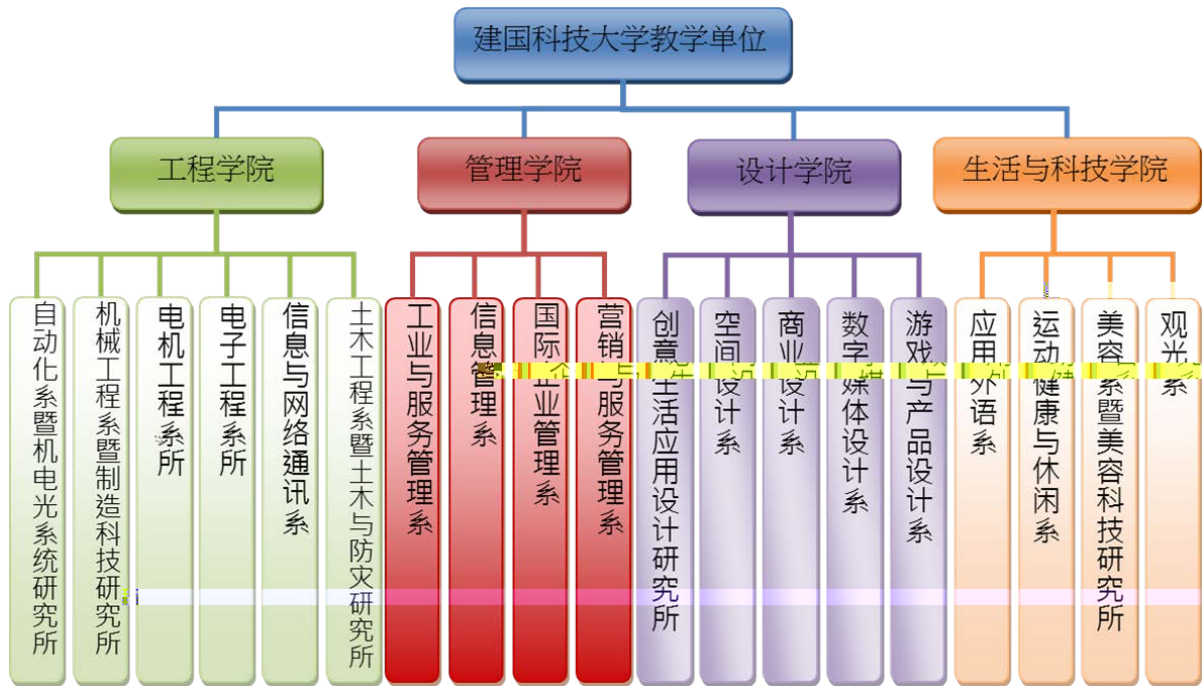 建国科技大学教学单位
工程学院
管理学院
设计学院
生活与科技学院
自动化系暨机电光系统研究所
机械工程系暨制造科技研究所
电机工程系所
电子工程系所
信息与网络通讯系
土木工程系暨土木与防灾研究所
工业与服务管理系
信息管理系
国际企业管理系
营销与服务管理系
创意生活应用设计研究所
空间设计系
商业设计系
数字媒体设计系
游戏与产品设计系
应用外语系
运动健康与休闲系
美容系暨美容科技研究所
观光系